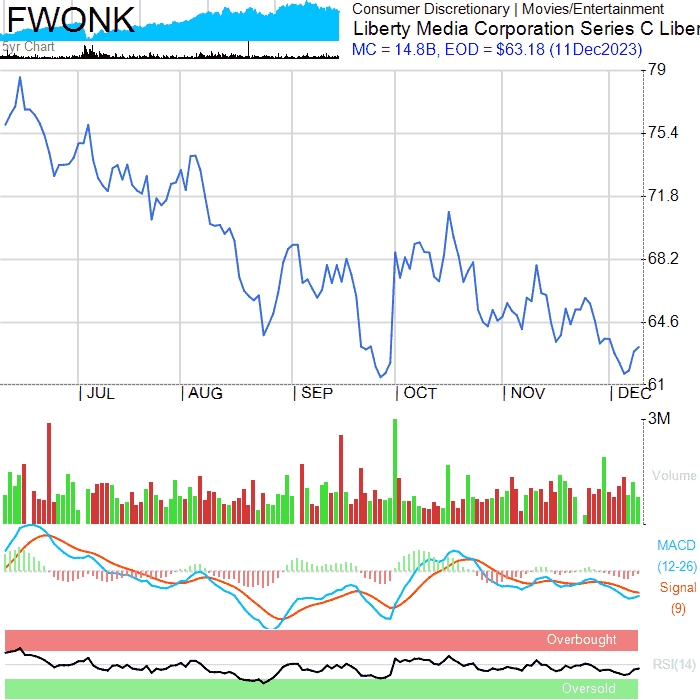 FWONK
5yr Chart
Consumer Discretionary | Movies/Entertainment
Liberty Media Corporation Series C Liber
MC = 14.8B, EOD = $63.18 (11Dec2023)
79
75.4
71.8
68.2
64.6
61
JUL AUG SEP OCT NOV DEC
3M
Volume
MACD
(12-26)
Signal
(9)
Overbought
RSI(14)
Oversold